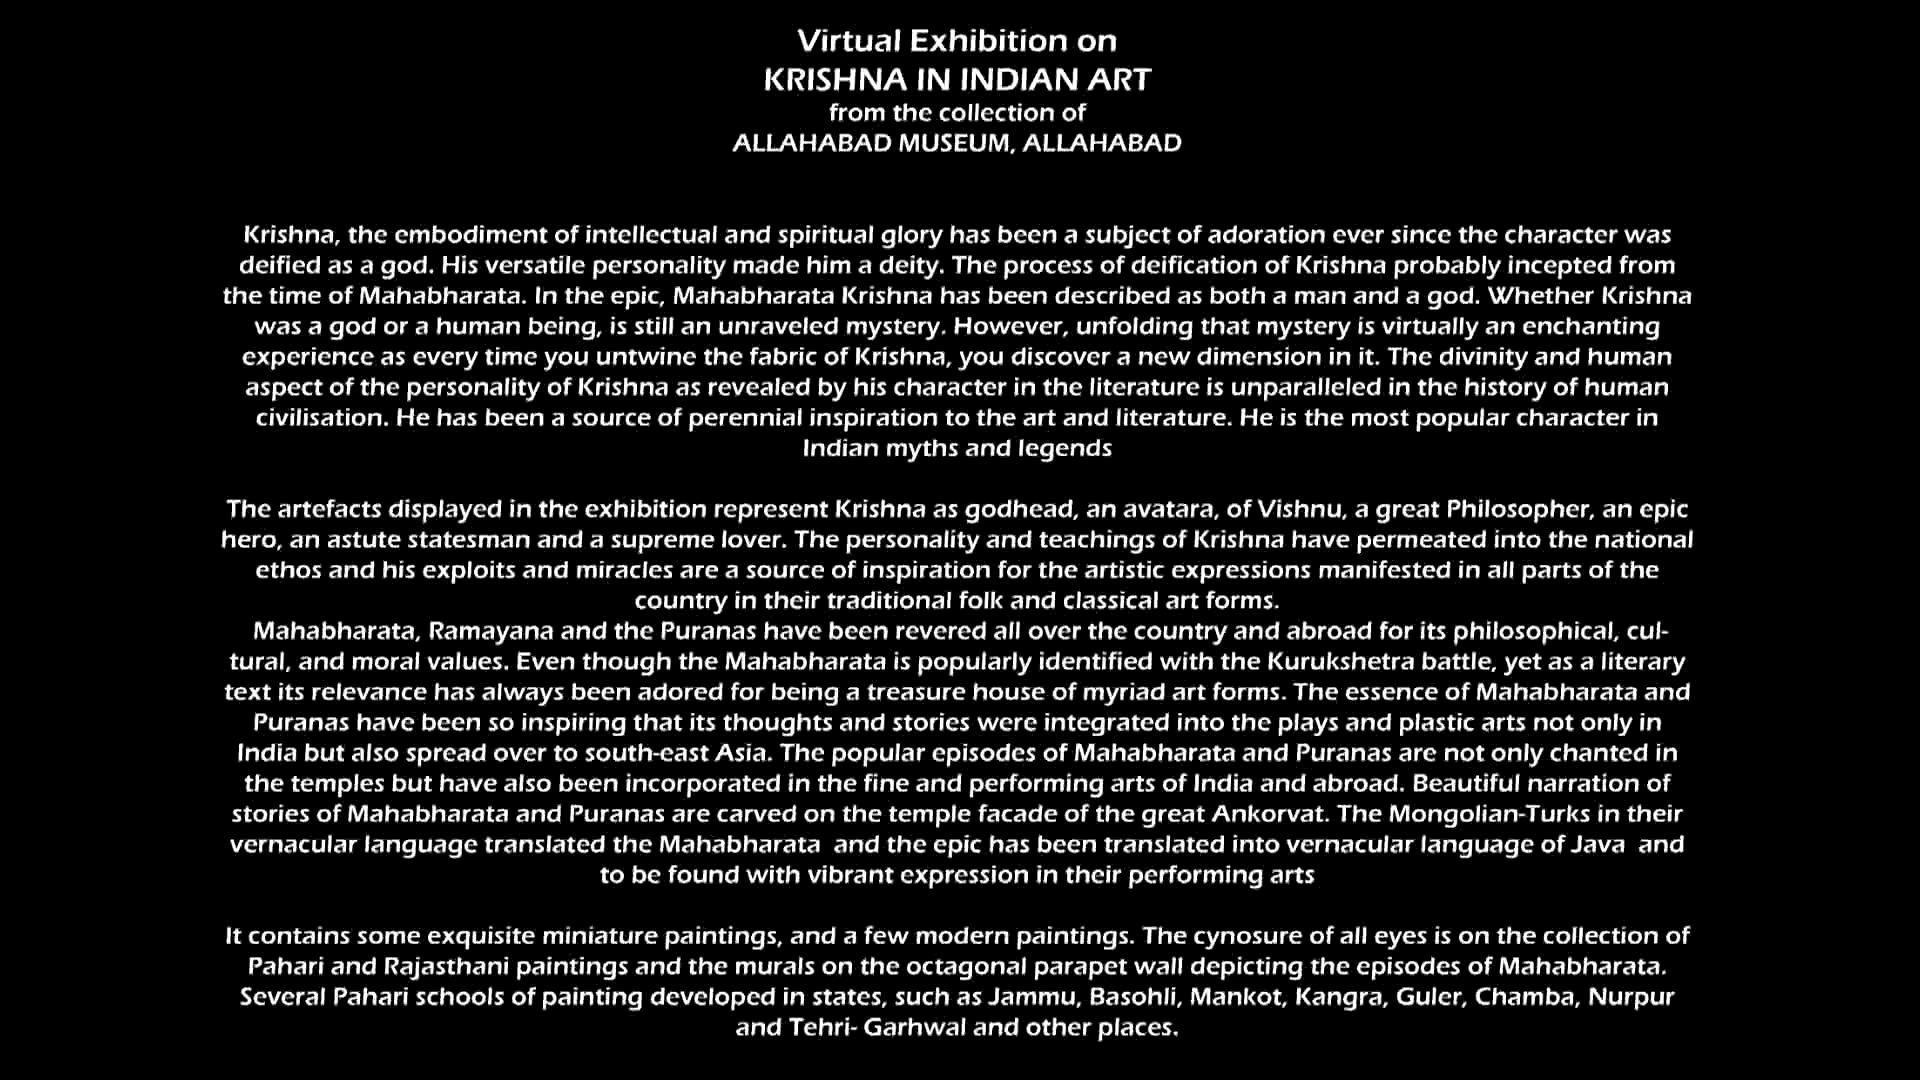 Virtual Exhibition on
KRISHNA IN INDIAN ART
from the collection of
ALLAHABAD MUSEUM, ALLAHABAD
Krishna, the embodiment of intellectual and spiritual glory has been a subject of adoration ever since the character was
deified as a god. His versatile personality made him a deity. The process of deification of Krishna probably incepted from
the time of Mahabharata. In the epic, Mahabharata Krishna has been described as both a man and a god. Whether Krishna
was a god or a human being, is still an unraveled mystery. However, unfolding that mystery is virtually an enchanting
experience as every time you untwine the fabric of Krishna, you discover a new dimension in it. The divinity and human
aspect of the personality of Krishna as revealed by his character in the literature is unparalleled in the history of human
civilisation. He has been a source of perennial inspiration to the art and literature. He is the most popular character in
Indian myths and legends
The artefacts displayed in the exhibition represent Krishna as godhead, an avatara, of Vishnu, a great Philosopher, an epic
hero, an astute statesman and a supreme lover. The personality and teachings of Krishna have permeated into the national
ethos and his exploits and miracles are a source of inspiration for the artistic expressions manifested in all parts of the
country in their traditional folk and classical art forms.
Mahabharata, Ramayana and the Puranas have been revered all over the country and abroad for its philosophical, cul-
tural, and moral values. Even though the Mahabharata is popularly identified with the Kurukshetra battle, yet as a literary
text its relevance has always been adored for being a treasure house of myriad art forms. The essence of Mahabharata and
Puranas have been so inspiring that its thoughts and stories were integrated into the plays and plastic arts not only in
India but also spread over to south-east Asia. The popular episodes of Mahabharata and Puranas are not only chanted in
the temples but have also been incorporated in the fine and performing arts of India and abroad. Beautiful narration of
stories of Mahabharata and Puranas are carved on the temple facade of the great Ankorvat. The Mongolian-Turks in their
vernacular language translated the Mahabharata and the epic has been translated into vernacular language of Java and
to be found with vibrant expression in their performing arts
It contains some exquisite miniature paintings, and a few modern paintings. The cynosure of all eyes is on the collection of
Pahari and Rajasthani paintings and the murals on the octagonal parapet wall depicting the episodes of Mahabharata.
Several Pahari schools of painting developed in states, such as Jammu, Basohli, Mankot, Kangra, Guler, Chamba, Nurpur
and Tehri- Garhwal and other places.